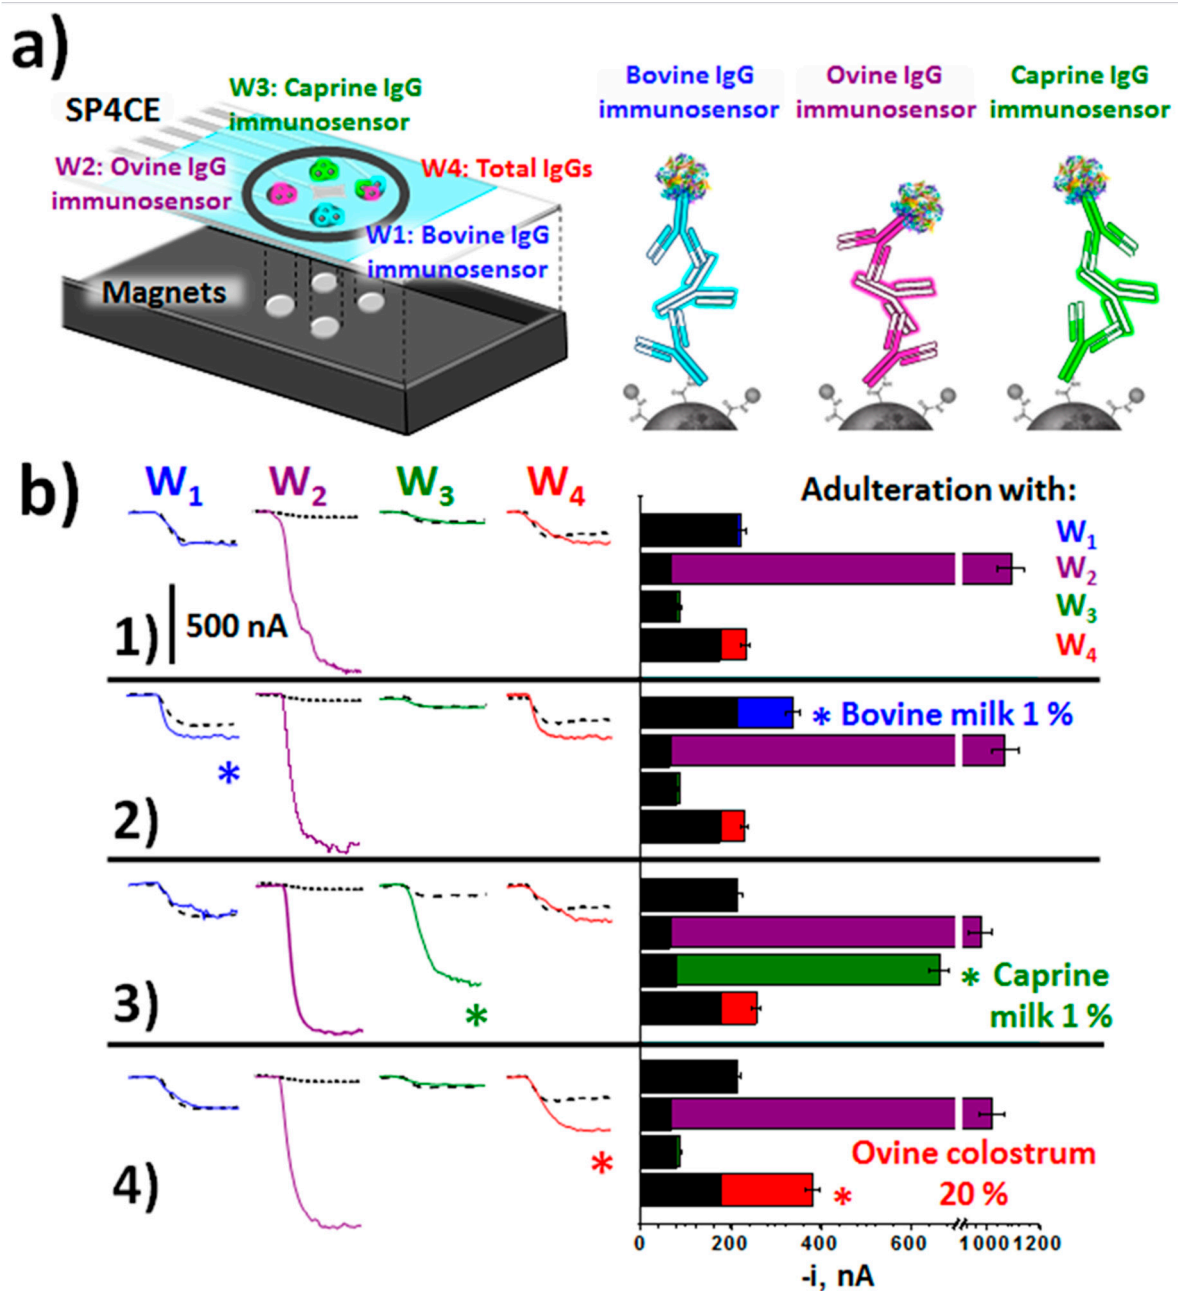 a)
SP4CE
W3: Caprine IgG
immunosensor
W2: Ovine IgG
immunosensor
W4: Total IgGs
W1: Bovine IgG
immunosensor
Magnets
Bovine IgG
immunosensor
Ovine IgG
immunosensor
Caprine IgG
immunosensor
b)
W1
W2
W3
W4
Adulteration with:
W1
W2
W3
W4
1)
500 nA
2)
*
* Bovine milk 1 %
3)
*
* Caprine
milk 1 %
4)
*
Ovine colostrum
* 20 %
0 200 400 600 1000 1200
-i, nA